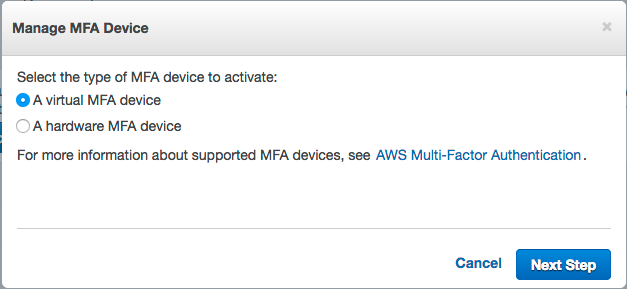 Manage MFA Device
Select the type of MFA device to activate:
A virtual MFA device
A hardware MFA device
For more information about supported MFA devices, see AWS Multi-Factor Authentication.
Cancel Next Step